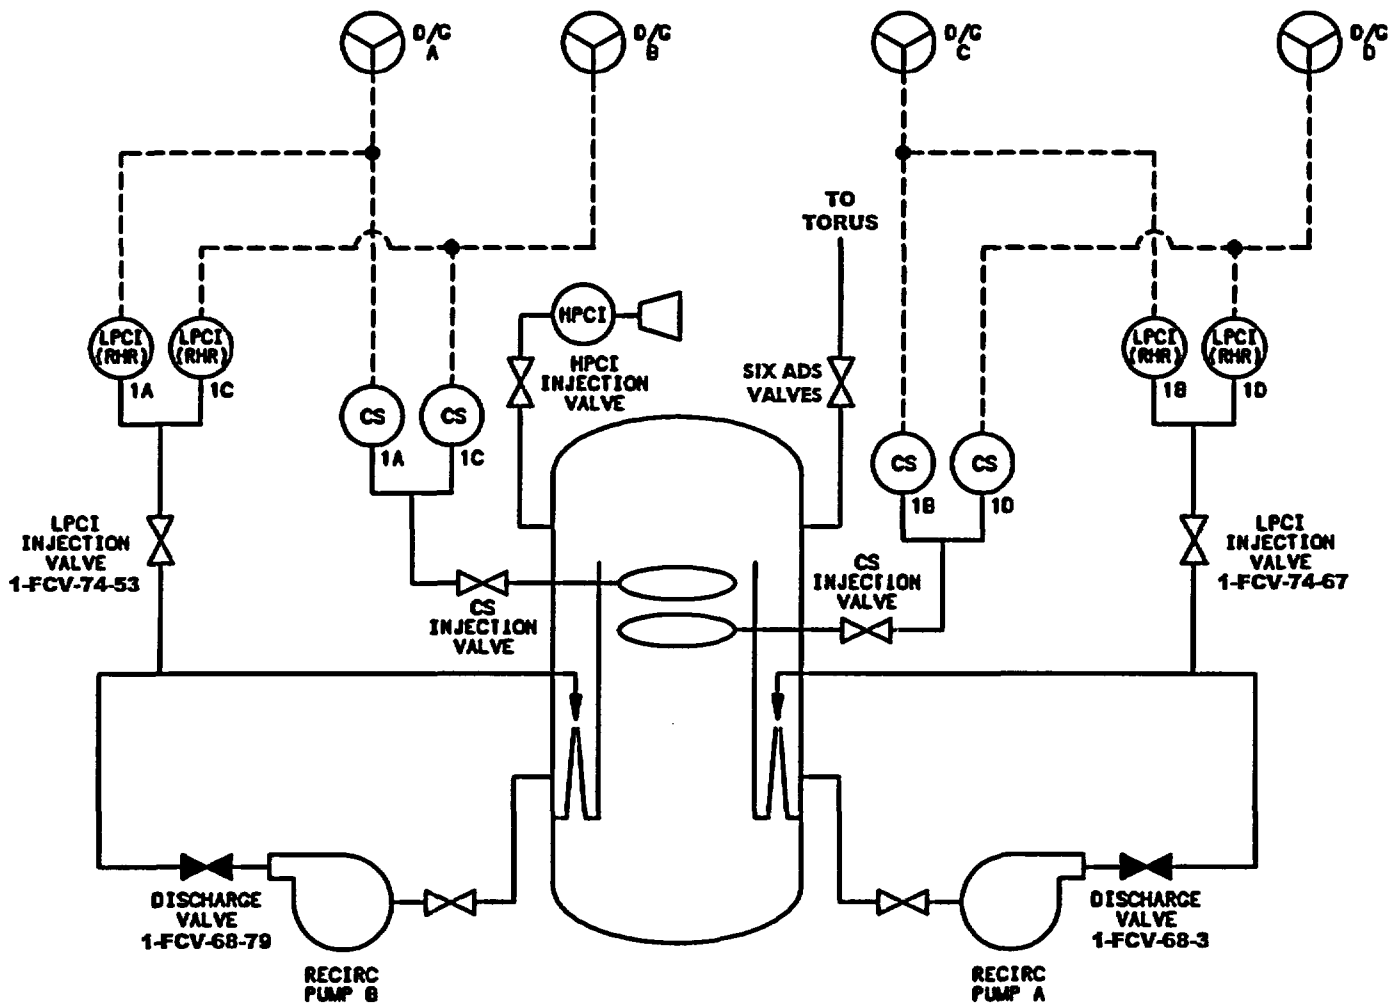 D/G
A
D/G
B
D/G
C
D/G
D
TO
TORUS
LPCI
(RHR)
1A
LPCI
(RHR)
1C
HPCI
HPCI
INJECTION
VALVE
SIX ADS
VALVES
LPCI
(RHR)
1B
LPCI
(RHR)
1D
CS
1A
CS
1C
CS
1B
CS
1D
LPCI
INJECTION
VALVE
1-FCV-74-53
CS
INJECTION
VALVE
CS
INJECTION
VALVE
LPCI
INJECTION
VALVE
1-FCV-74-67
DISCHARGE
VALVE
1-FCV-68-79
RECIRC
PUMP B
DISCHARGE
VALVE
1-FCV-68-3
RECIRC
PUMP A